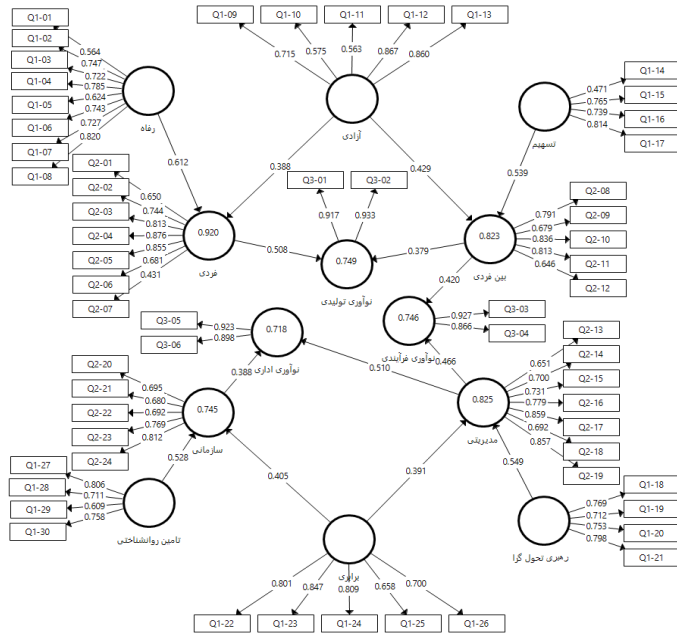 Q1-01
Q1-02
Q1-03
Q1-04
Q1-05
Q1-06
Q1-07
Q1-08
0.564
0.747
0.722
0.785
0.624
0.743
0.727
0.820
رفاه
Q1-09
Q1-10
Q1-11
Q1-12
Q1-13
0.715
0.575
0.563
0.867
0.860
آزادی
Q1-14
Q1-15
Q1-16
Q1-17
0.471
0.765
0.739
0.814
تسهیم
0.612
0.388
0.429
0.539
Q2-01
Q2-02
Q2-03
Q2-04
Q2-05
Q2-06
Q2-07
0.650
0.744
0.813
0.876
0.855
0.681
0.431
0.920
فردی
Q3-01
Q3-02
0.917
0.933
0.749
نوآوری تولیدی
0.508
0.379
0.823
بین فردی
Q2-08
Q2-09
Q2-10
Q2-11
Q2-12
0.791
0.679
0.836
0.813
0.646
0.420
0.746
نوآوری فرآیندی
Q3-03
Q3-04
0.927
0.866
Q3-05
Q3-06
0.923
0.898
0.718
نوآوری اداری
0.388
0.510
0.466
Q2-20
Q2-21
Q2-22
Q2-23
Q2-24
0.695
0.680
0.692
0.769
0.812
0.745
سازمانی
0.825
مدیریتی
Q2-13
Q2-14
Q2-15
Q2-16
Q2-17
Q2-18
Q2-19
0.651
0.700
0.731
0.779
0.859
0.692
0.857
0.528
0.405
0.391
0.549
Q1-27
Q1-28
Q1-29
Q1-30
0.806
0.711
0.609
0.758
تامین روانشناختی
Q1-18
Q1-19
Q1-20
Q1-21
0.769
0.712
0.753
0.798
رهبری تحول گرا
برابری
0.801
0.847
0.809
0.658
0.700
Q1-22
Q1-23
Q1-24
Q1-25
Q1-26